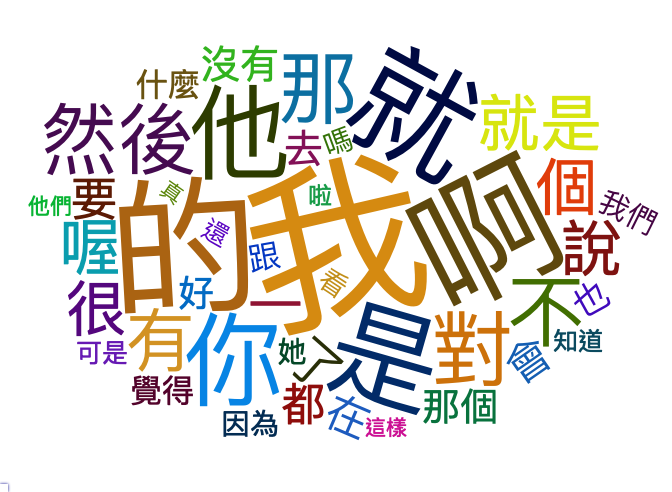 沒有
那
就
什麼
然後
他
去
嗎
就是
個
我們
真
啦
要
他們
的
還
我
啊
說
喔
跟
看
很
好
一
不
也
有
你
她
了
是
對
會
知道
可是
覺得
因為
都
在
這樣
那個